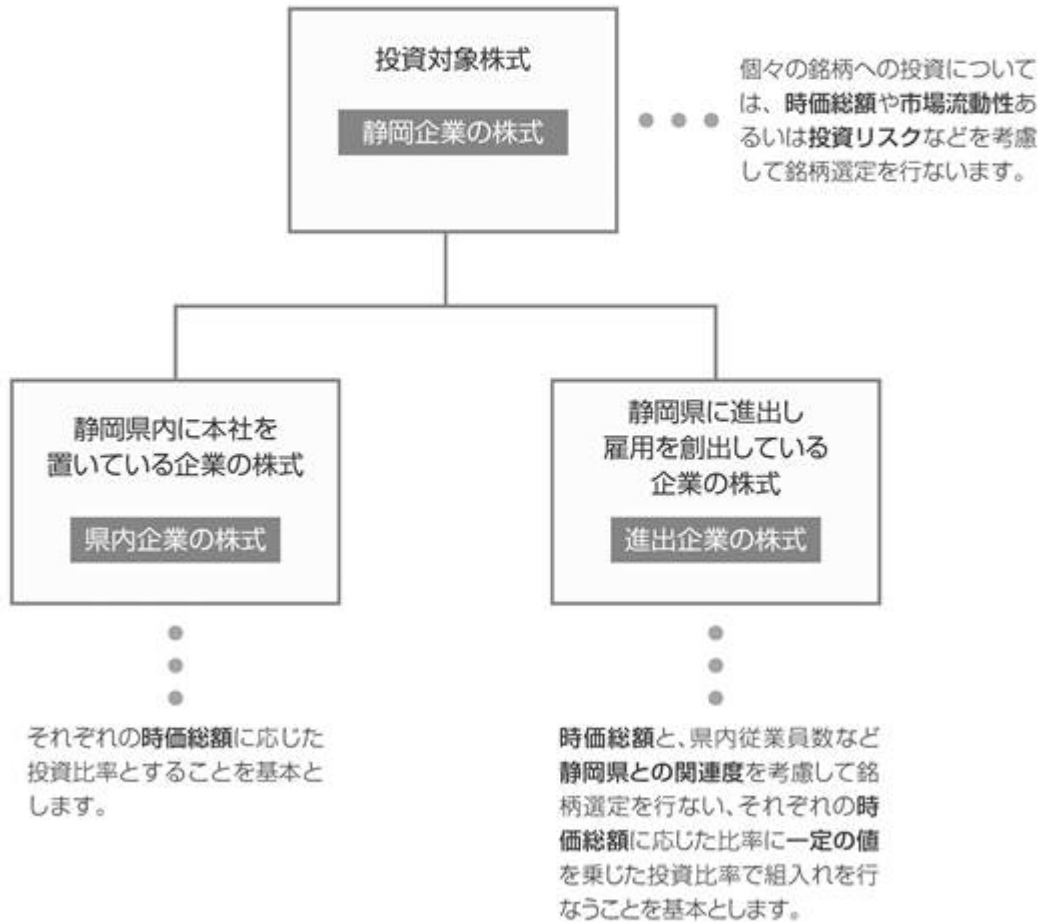 投資対象株式
静岡企業の株式
個々の銘柄への投資について
は、時価総額や市場流動性あ
るいは投資リスクなどを考慮
して銘柄選定を行ないます。
静岡県内に本社を
置いている企業の株式
県内企業の株式
それぞれの時価総額に応じた
投資比率とすることを基本と
します。
静岡県に進出し
雇用を創出している
企業の株式
進出企業の株式
時価総額と、県内従業員数など
静岡県との関連度を考慮して銘
柄選定を行ない、それぞれの時
価総額に応じた比率に一定の値
を乗じた投資比率で組入れを行
なうことを基本とします。